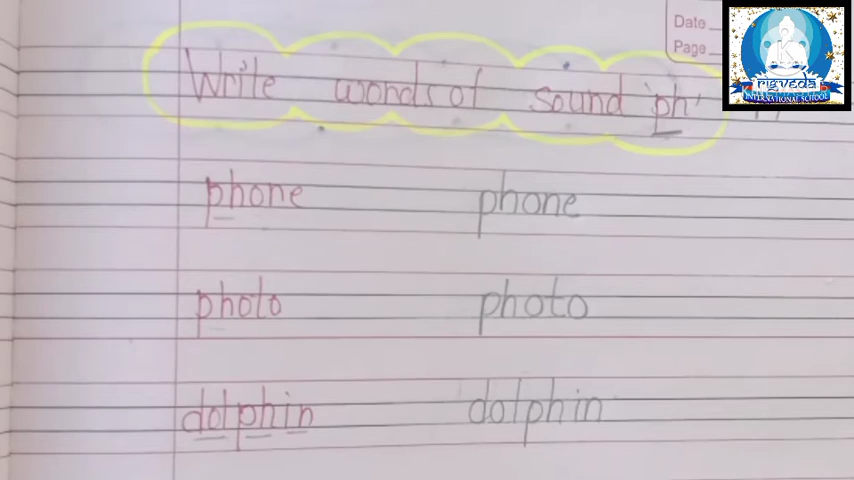 Date
Page
RIGVEDA
INTERNATIONAL SCHOOL
Write words of sound 'ph'
phone phone
photo photo
dolphin dolphin